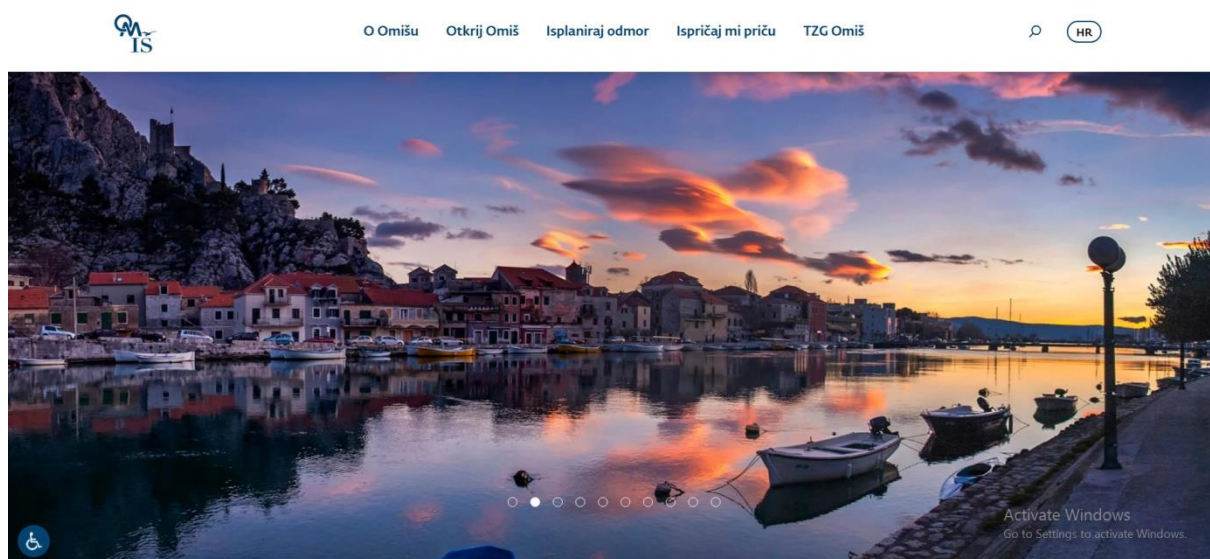 OMIŠ
O Omišu
Otkrij Omiš
Isplaniraj odmor
Ispričaj mi priču
TZG Omiš
HR
Activate Windows
Go to Settings to activate Windows.